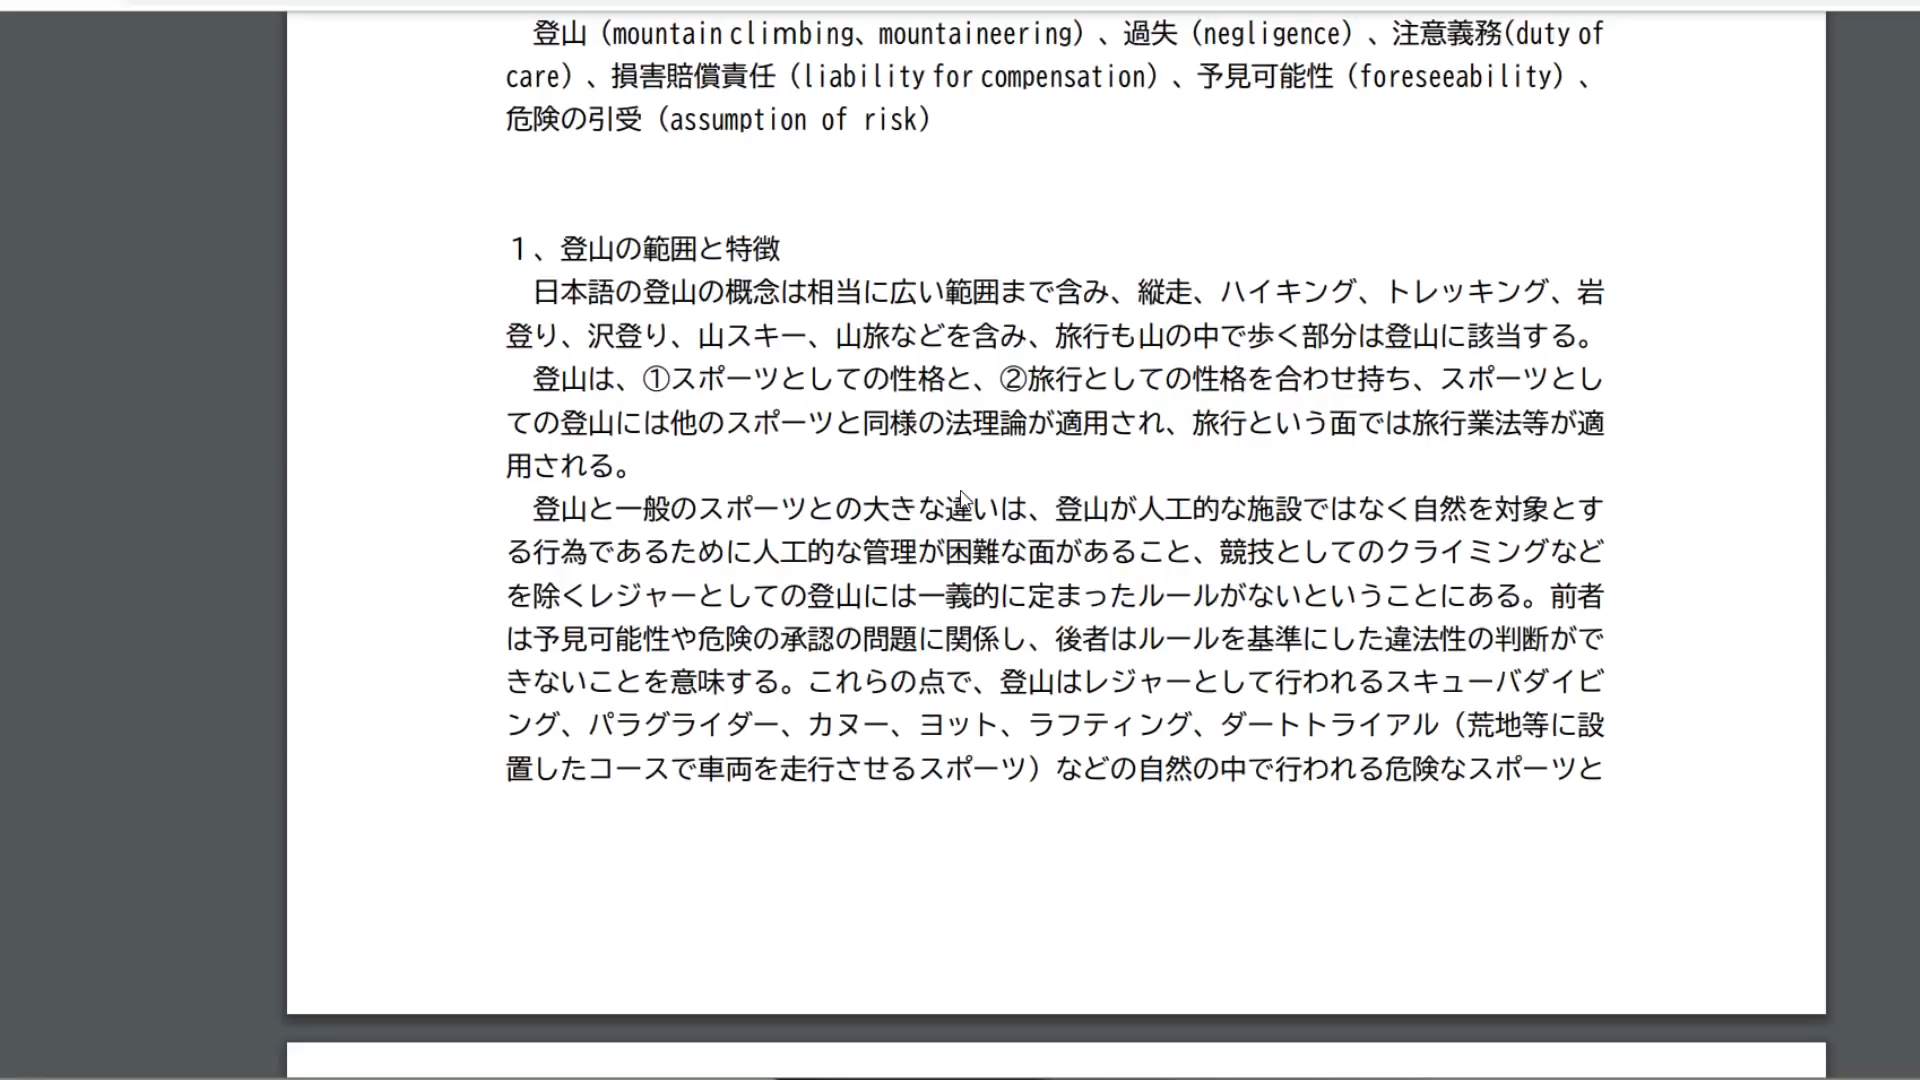 登山（mountain climbing、mountaineering）、過失（negligence）、注意義務(duty of
care）、損害賠償責任（liability for compensation）、予見可能性（foreseeability）、
危険の引受（assumption of risk）
１、登山の範囲と特徴
日本語の登山の概念は相当に広い範囲まで含み、縦走、ハイキング、トレッキング、岩
登り、沢登り、山スキー、山旅などを含み、旅行も山の中で歩く部分は登山に該当する。
登山は、①スポーツとしての性格と、②旅行としての性格を合わせ持ち、スポーツとし
ての登山には他のスポーツと同様の法理論が適用され、旅行という面では旅行業法等が適
用される。
登山と一般のスポーツとの大きな違いは、登山が人工的な施設ではなく自然を対象とす
る行為であるために人工的な管理が困難な面があること、競技としてのクライミングなど
を除くレジャーとしての登山には一義的に定まったルールがないということにある。前者
は予見可能性や危険の承認の問題に関係し、後者はルールを基準にした違法性の判断がで
きないことを意味する。これらの点で、登山はレジャーとして行われるスキューバダイビ
ング、パラグライダー、カヌー、ヨット、ラフティング、ダートトライアル（荒地等に設
置したコースで車両を走行させるスポーツ）などの自然の中で行われる危険なスポーツと